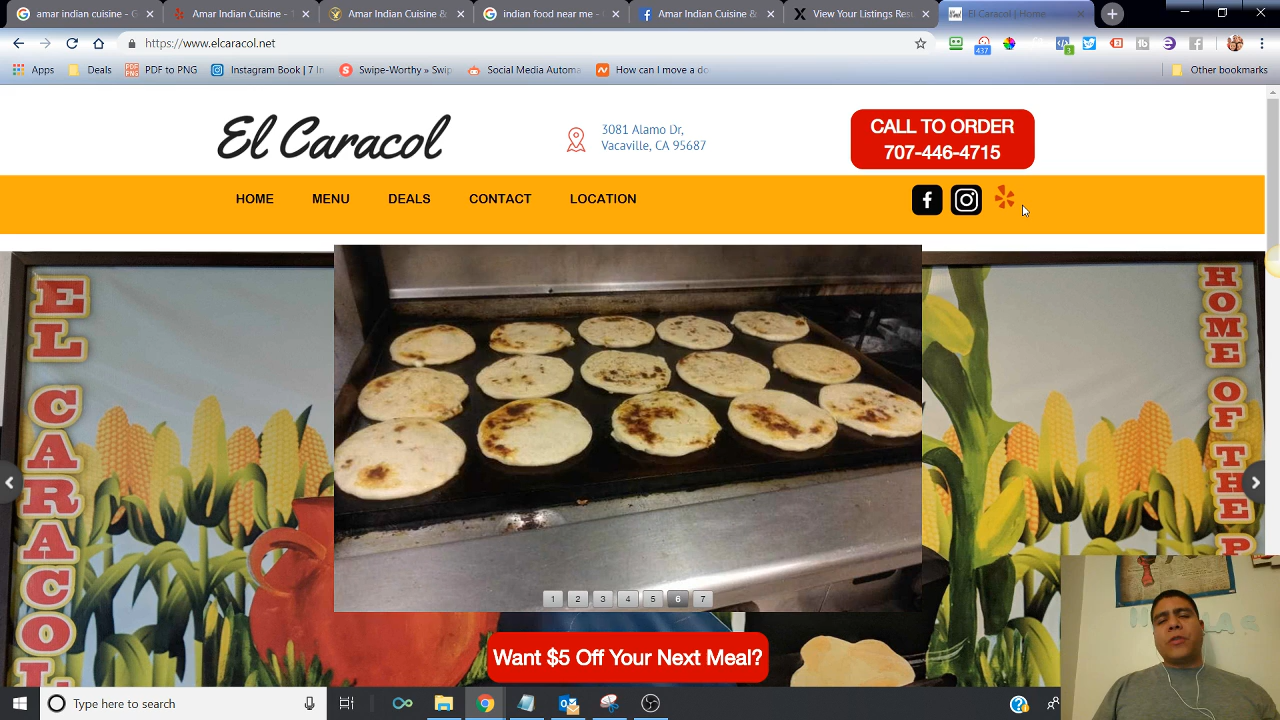 amar indian cuisine - G
Amar Indian Cuisine - 1
Amar Indian Cuisine &
indian food near me -
Amar Indian Cuisine &
View Your Listings Resu
El Caracol | Home
https://www.elcaracol.net
437
3
Apps
Deals
PDF to PNG
Instagram Book | 7 In
Swipe-Worthy » Swip
Social Media Automa
How can I move a do
Other bookmarks
El Caracol
3081 Alamo Dr,
Vacaville, CA 95687
CALL TO ORDER
707-446-4715
HOME
MENU
DEALS
CONTACT
LOCATION
EL CARACOL
HOME OF THE P
1 2 3 4 5 6 7
Want $5 Off Your Next Meal?
Type here to search